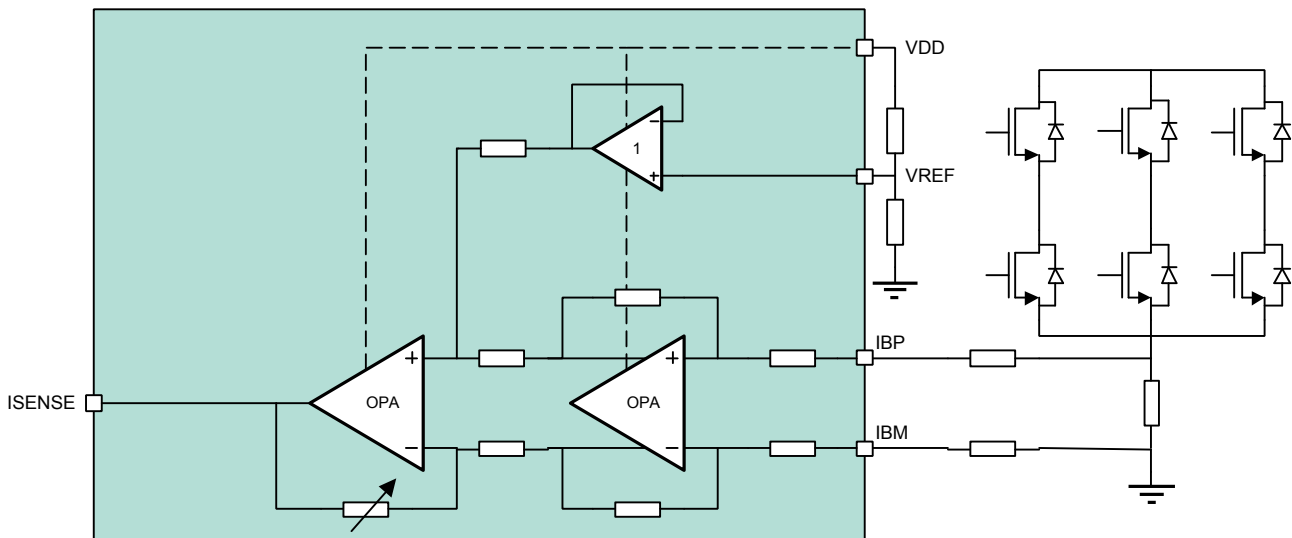 VDD
1
VREF
IBP
ISENSE
OPA
OPA
IBM